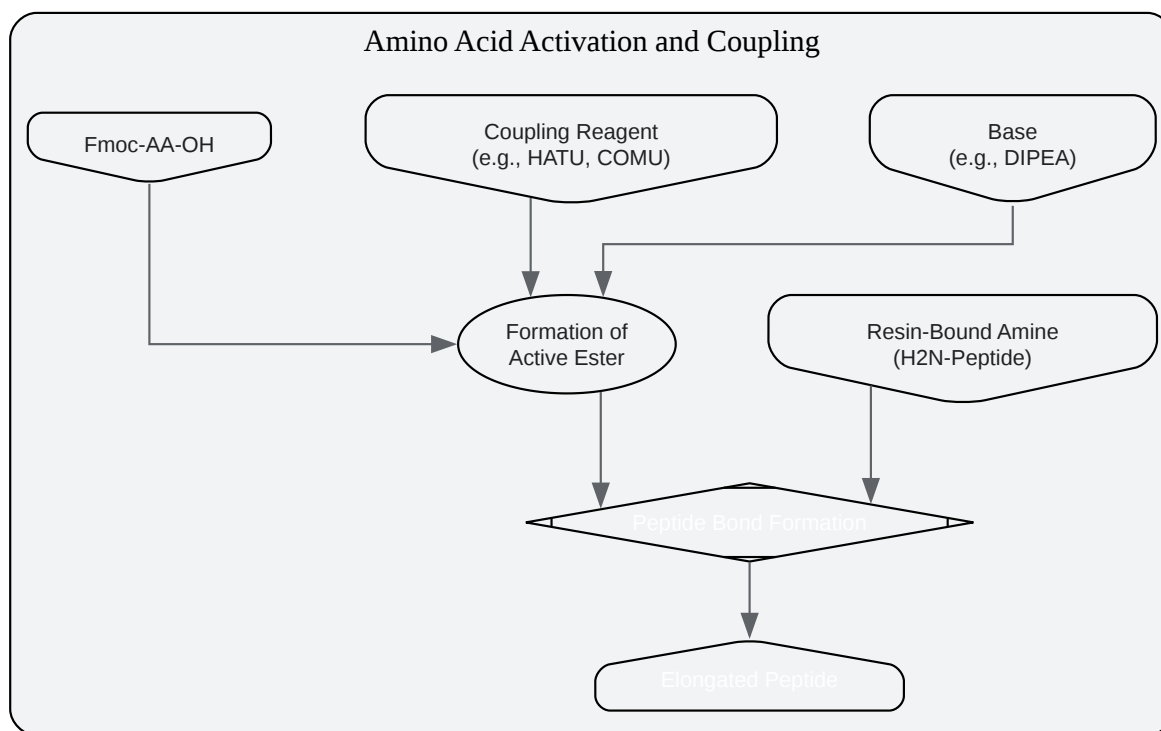 Amino Acid Activation and Coupling
Fmoc-AA-OH
Coupling Reagent
(e.g., HATU, COMU)
Base
(e.g., DIPEA)
Formation of
Active Ester
Resin-Bound Amine
(H2N-Peptide)
Peptide Bond Formation
Elongated Peptide